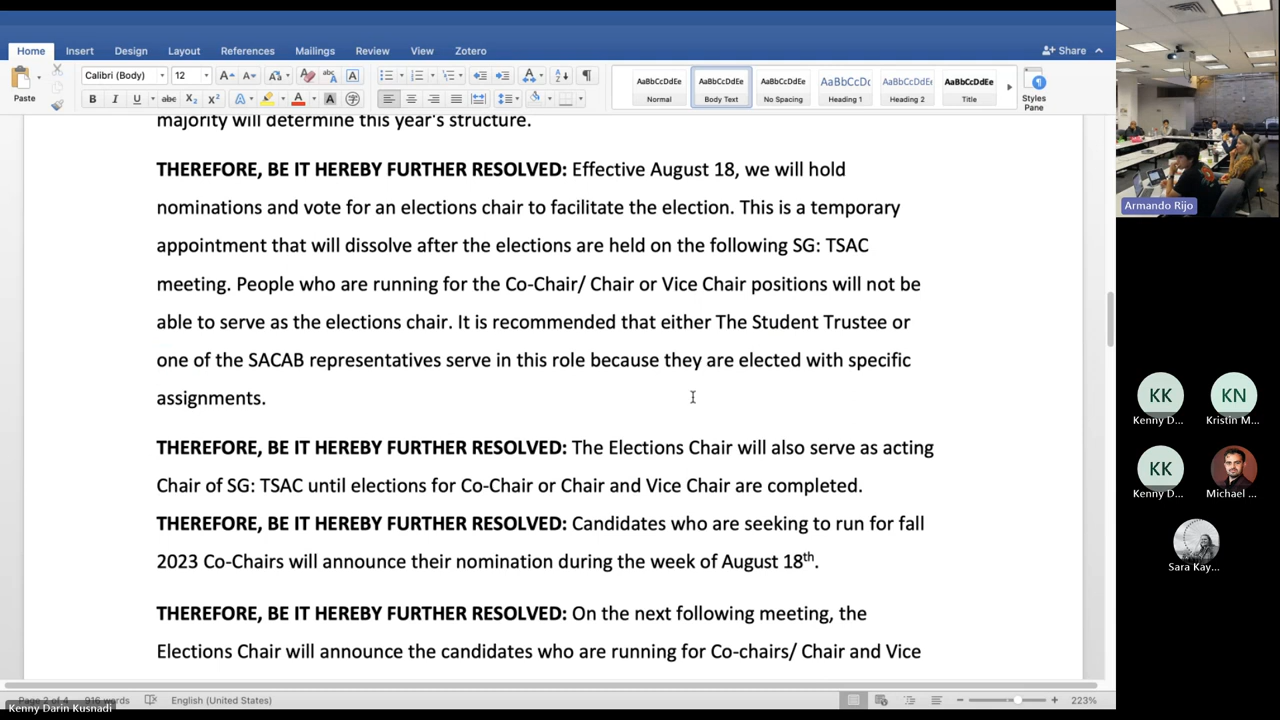 Home Insert Design Layout References Mailings Review View Zotero Share
Paste
Calibri (Body) 12
AaBbCcDdEe AaBbCcDdEe AaBbCcDdEe AaBbCcDc AaBbCcDdEe AaBbCcDdEe
Normal Body Text No Spacing Heading 1 Heading 2 Title
Styles
Pane
majority will determine this year's structure.
THEREFORE, BE IT HEREBY FURTHER RESOLVED: Effective August 18, we will hold
nominations and vote for an elections chair to facilitate the election. This is a temporary
appointment that will dissolve after the elections are held on the following SG: TSAC
meeting. People who are running for the Co-Chair/ Chair or Vice Chair positions will not be
able to serve as the elections chair. It is recommended that either The Student Trustee or
one of the SACAB representatives serve in this role because they are elected with specific
assignments.
THEREFORE, BE IT HEREBY FURTHER RESOLVED: The Elections Chair will also serve as acting
Chair of SG: TSAC until elections for Co-Chair or Chair and Vice Chair are completed.
THEREFORE, BE IT HEREBY FURTHER RESOLVED: Candidates who are seeking to run for fall
2023 Co-Chairs will announce their nomination during the week of August 18th.
THEREFORE, BE IT HEREBY FURTHER RESOLVED: On the next following meeting, the
Elections Chair will announce the candidates who are running for Co-chairs/ Chair and Vice
Page 2 of 4 916 words English (United States) 223%
Kenny Darin Kusnadi
Armando Rijo
KK KN
Kenny D... Kristin M...
KK
Kenny D... Michael ...
Sara Kay...